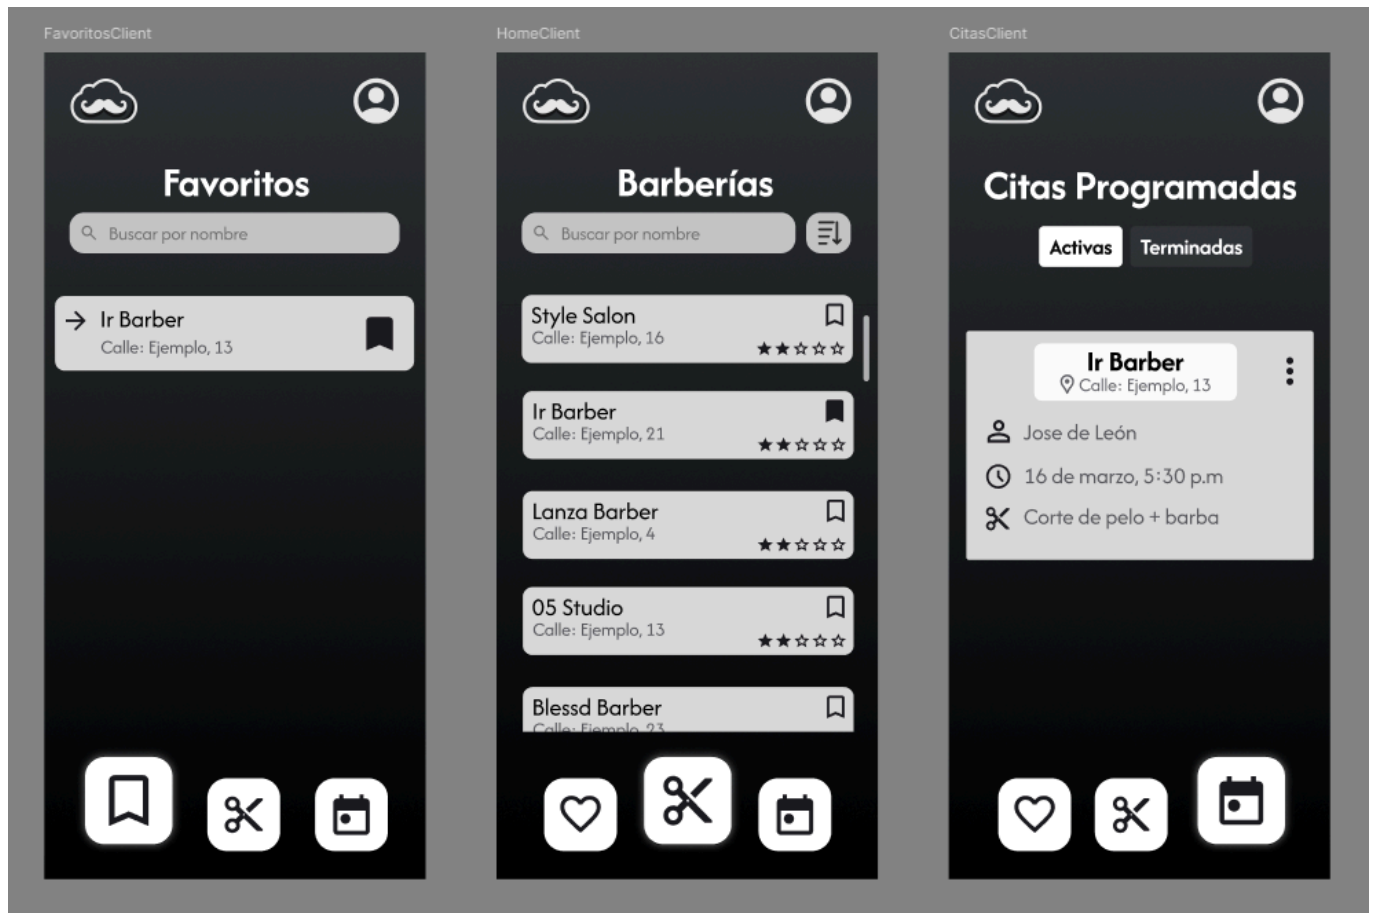 FavoritosClient
Favoritos
Buscar por nombre
Ir Barber
Calle: Ejemplo, 13
HomeClient
Barberías
Buscar por nombre
Style Salon
Calle: Ejemplo, 16
Ir Barber
Calle: Ejemplo, 21
Lanza Barber
Calle: Ejemplo, 4
05 Studio
Calle: Ejemplo, 13
Blessd Barber
Calle: Ejemplo, 23
CitasClient
Citas Programadas
Activas
Terminadas
Ir Barber
Calle: Ejemplo, 13
Jose de León
16 de marzo, 5:30 p.m
Corte de pelo + barba